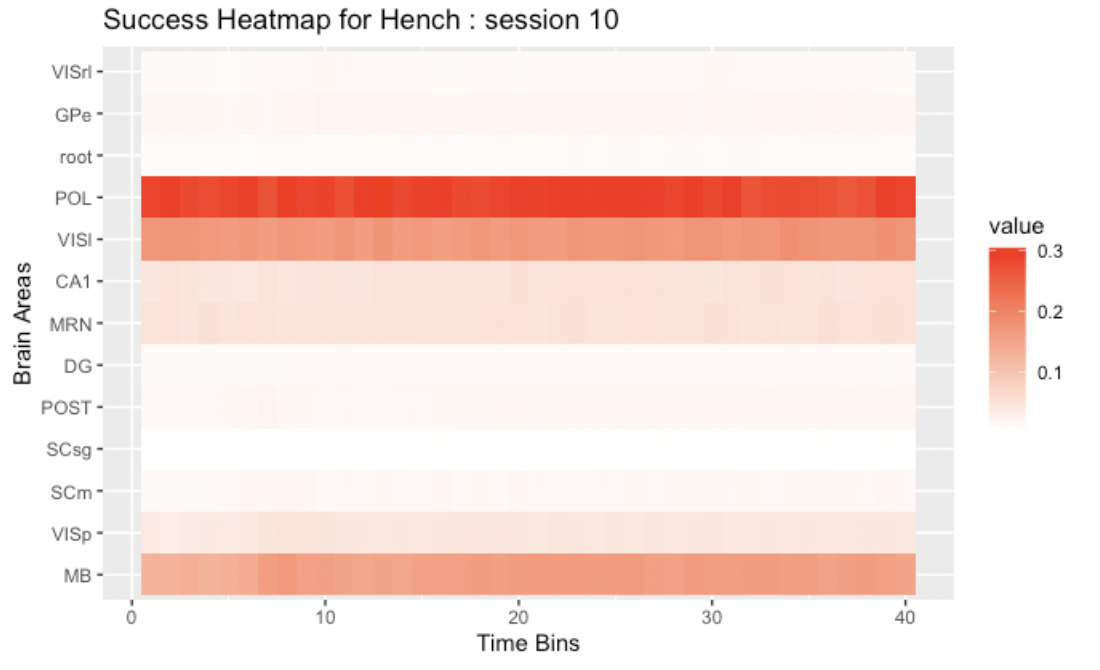 Success Heatmap for Hench : session 10
VISrl
GPe
root
POL
VISl
CA1
MRN
DG
POST
SCsg
SCm
VISp
MB
Brain Areas
0 10 20 30 40
Time Bins
value
0.3
0.2
0.1